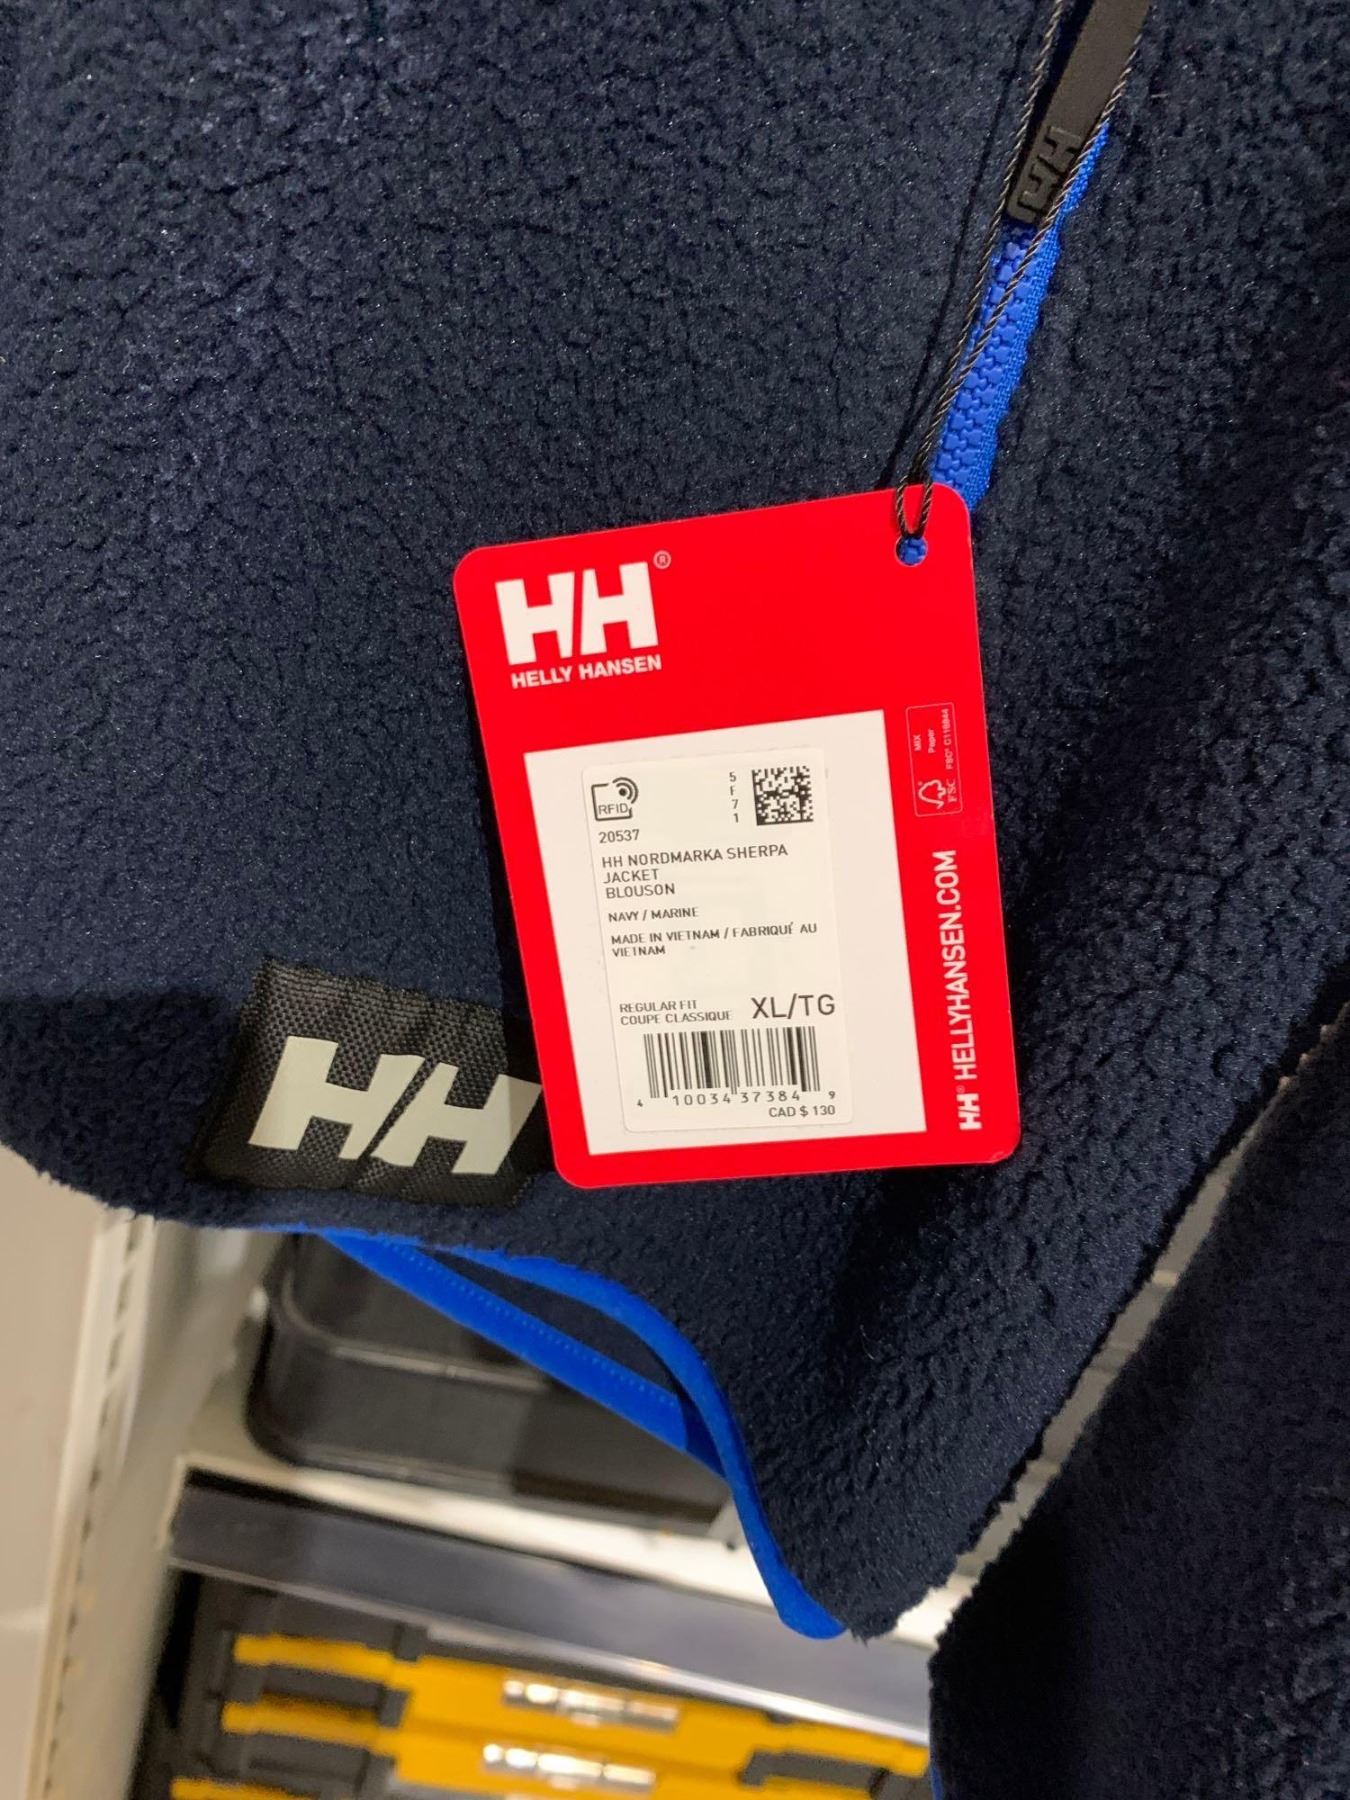 HH
HH®
HELLY HANSEN
MIX
Paper
FSC® C118844
FSC
RFID
5
F
7
1
20537
HH NORDMARKA SHERPA
JACKET
BLOUSON
NAVY / MARINE
MADE IN VIETNAM / FABRIQUÉ AU
VIETNAM
REGULAR FIT
COUPE CLASSIQUE
XL/TG
4 10034 37384 9
CAD $ 130
HH® HELLYHANSEN.COM
HH